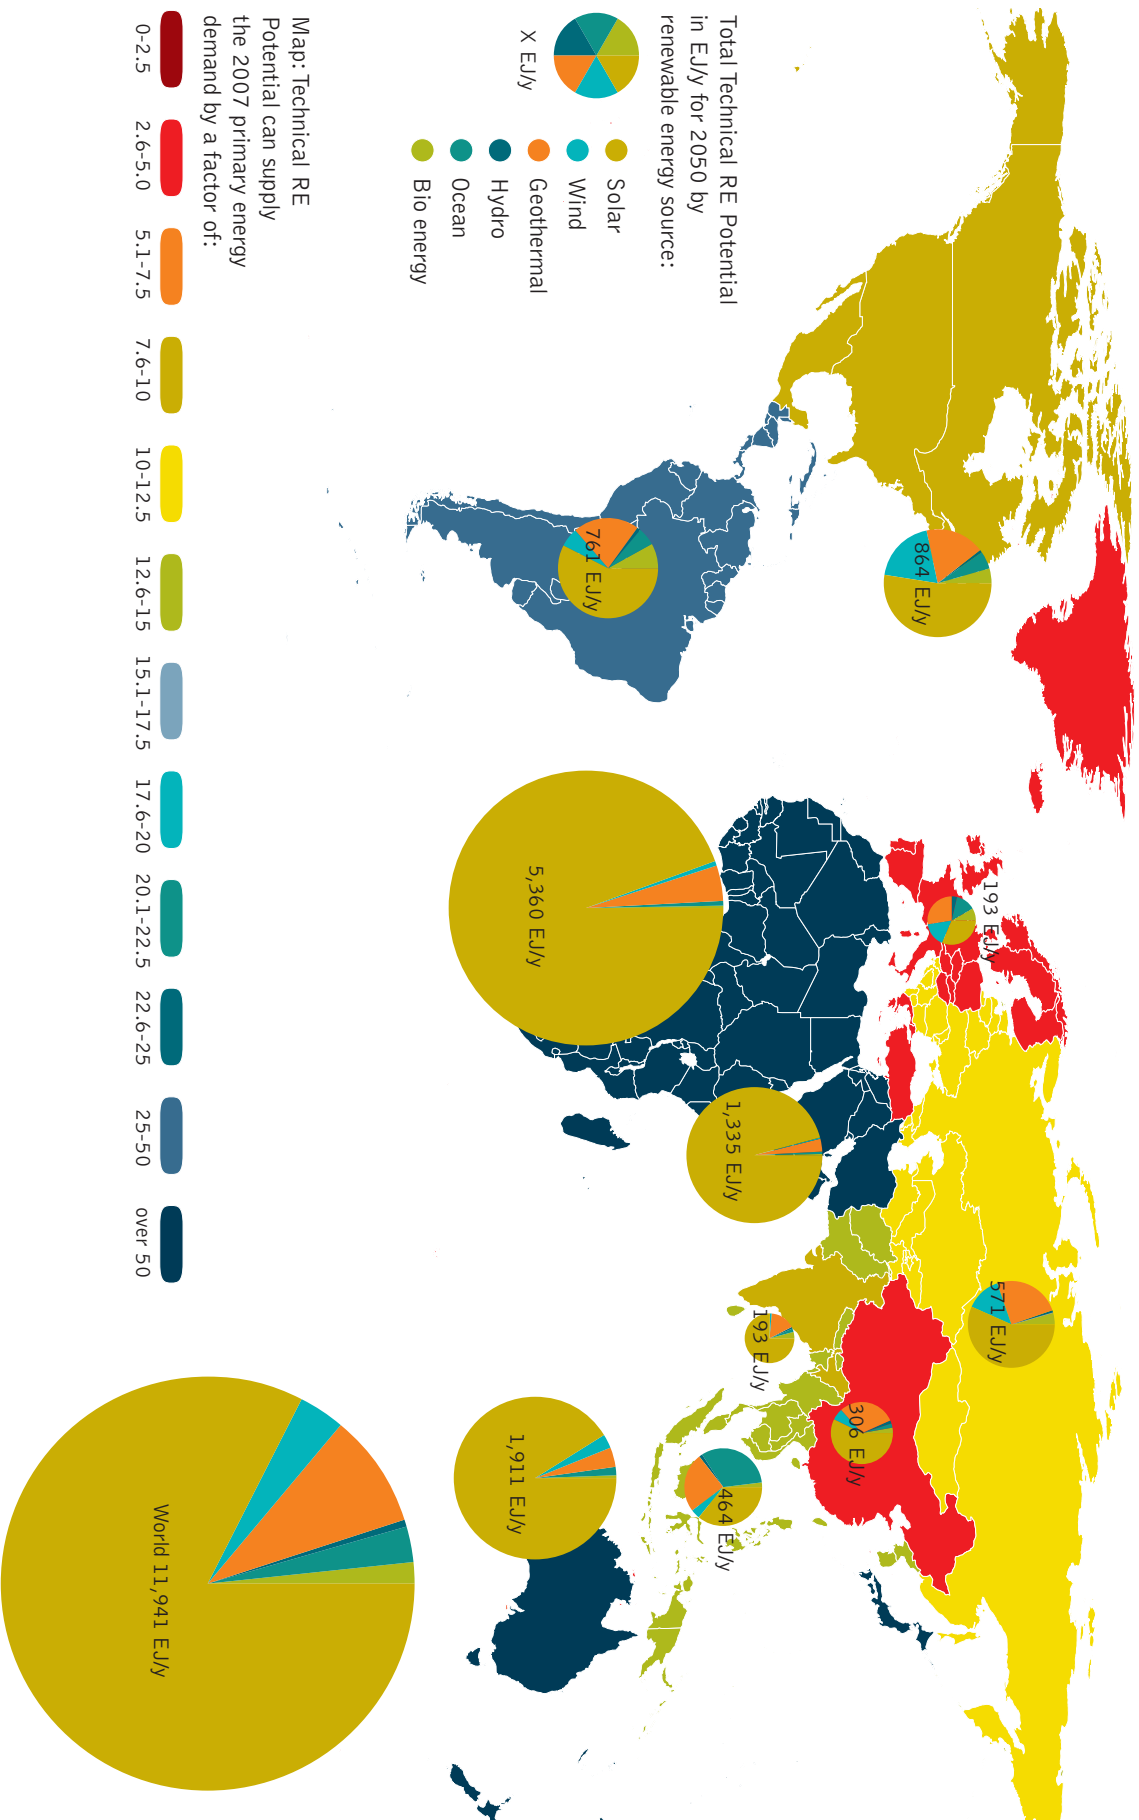 Total Technical RE Potential
in EJ/y for 2050 by
renewable energy source:
X EJ/y
Solar
Wind
Geothermal
Hydro
Ocean
Bio energy
864 EJ/y
761 EJ/y
193 EJ/y
5,360 EJ/y
1,335 EJ/y
571 EJ/y
193 EJ/y
306 EJ/y
464 EJ/y
1,911 EJ/y
World 11,941 EJ/y
Map: Technical RE
Potential can supply
the 2007 primary energy
demand by a factor of:
0-2.5
2.6-5.0
5.1-7.5
7.6-10
10-12.5
12.6-15
15.1-17.5
17.6-20
20.1-22.5
22.6-25
25-50
over 50